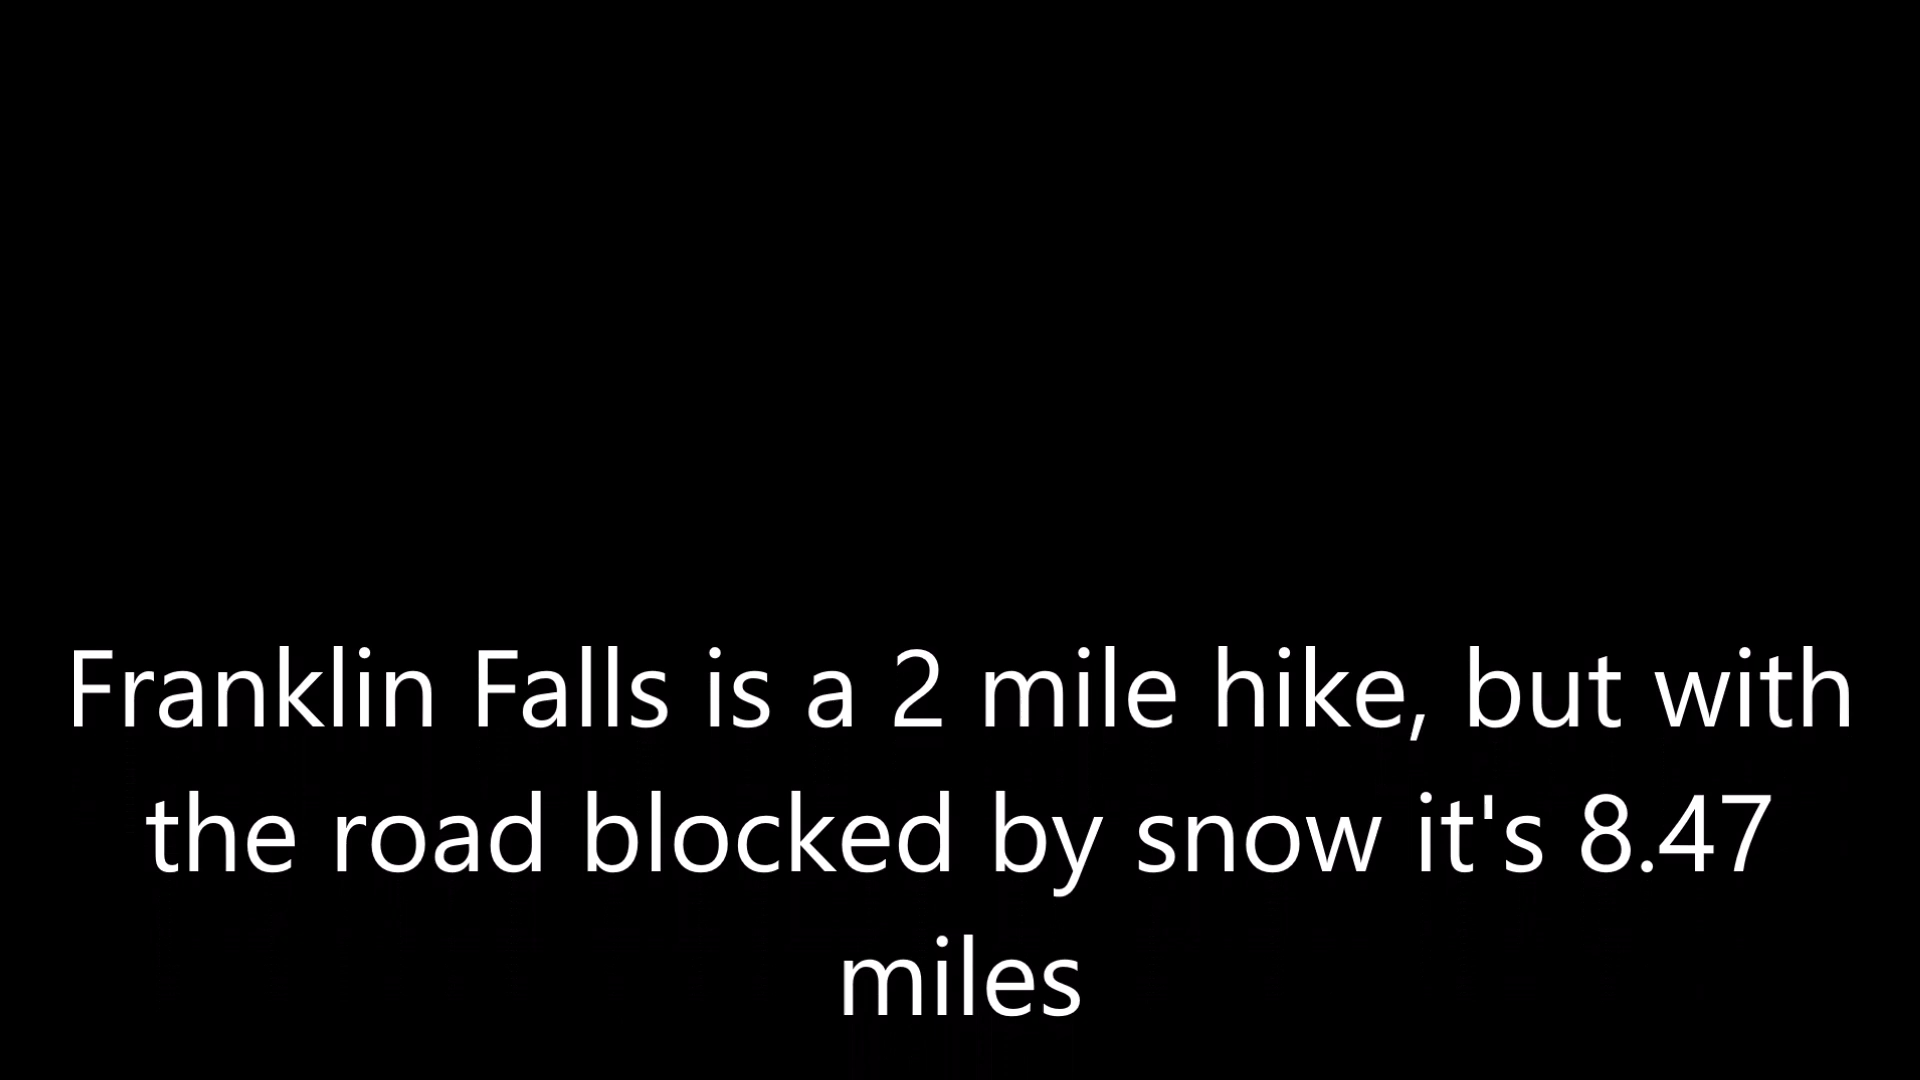 Franklin Falls is a 2 mile hike, but with
the road blocked by snow it's 8.47
miles